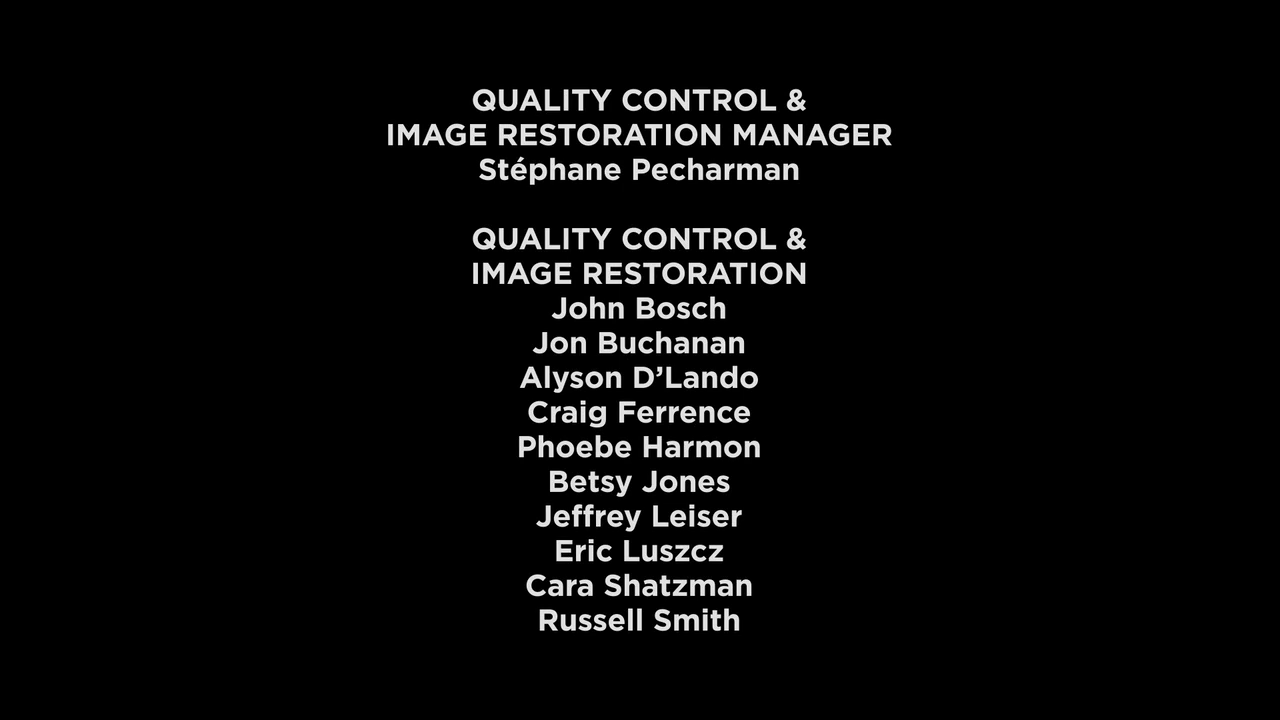 QUALITY CONTROL &
IMAGE RESTORATION MANAGER
Stéphane Pecharman
QUALITY CONTROL &
IMAGE RESTORATION
John Bosch
Jon Buchanan
Alyson D’Lando
Craig Ferrence
Phoebe Harmon
Betsy Jones
Jeffrey Leiser
Eric Luszcz
Cara Shatzman
Russell Smith